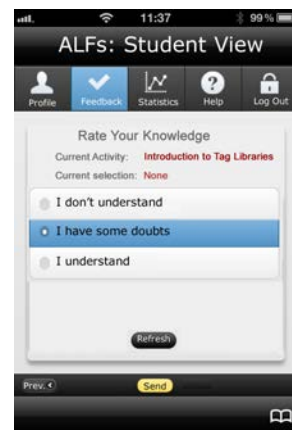 11:37 99%
ALFs: Student View
Profile Feedback Statistics Help Log Out
Rate Your Knowledge
Current Activity: Introduction to Tag Libraries
Current selection: None
I don't understand
I have some doubts
I understand
Refresh
Prev. Send